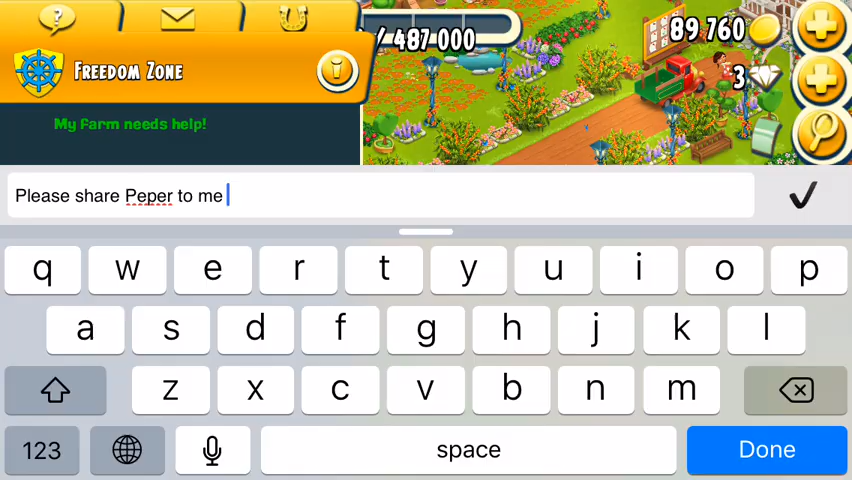 / 487 000
89 760
FREEDOM ZONE
i
3
My farm needs help!
Please share Peper to me
q w e r t y u i o p
a s d f g h j k l
z x c v b n m
123 space Done